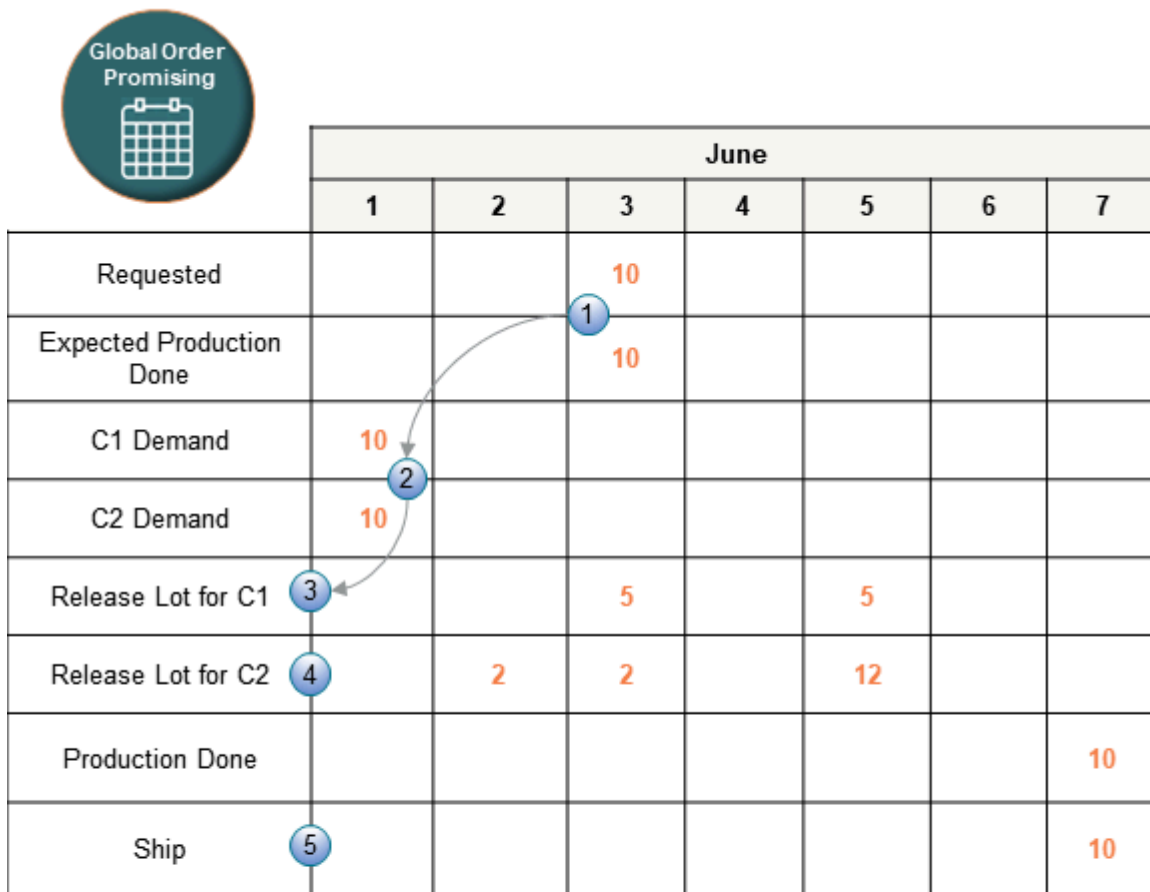 Global Order
Promising
June
1 2 3 4 5 6 7
Requested 10
1
Expected Production
Done 10
C1 Demand 10
2
C2 Demand 10
Release Lot for C1 3 5 5
Release Lot for C2 4 2 2 12
Production Done 10
Ship 5 10